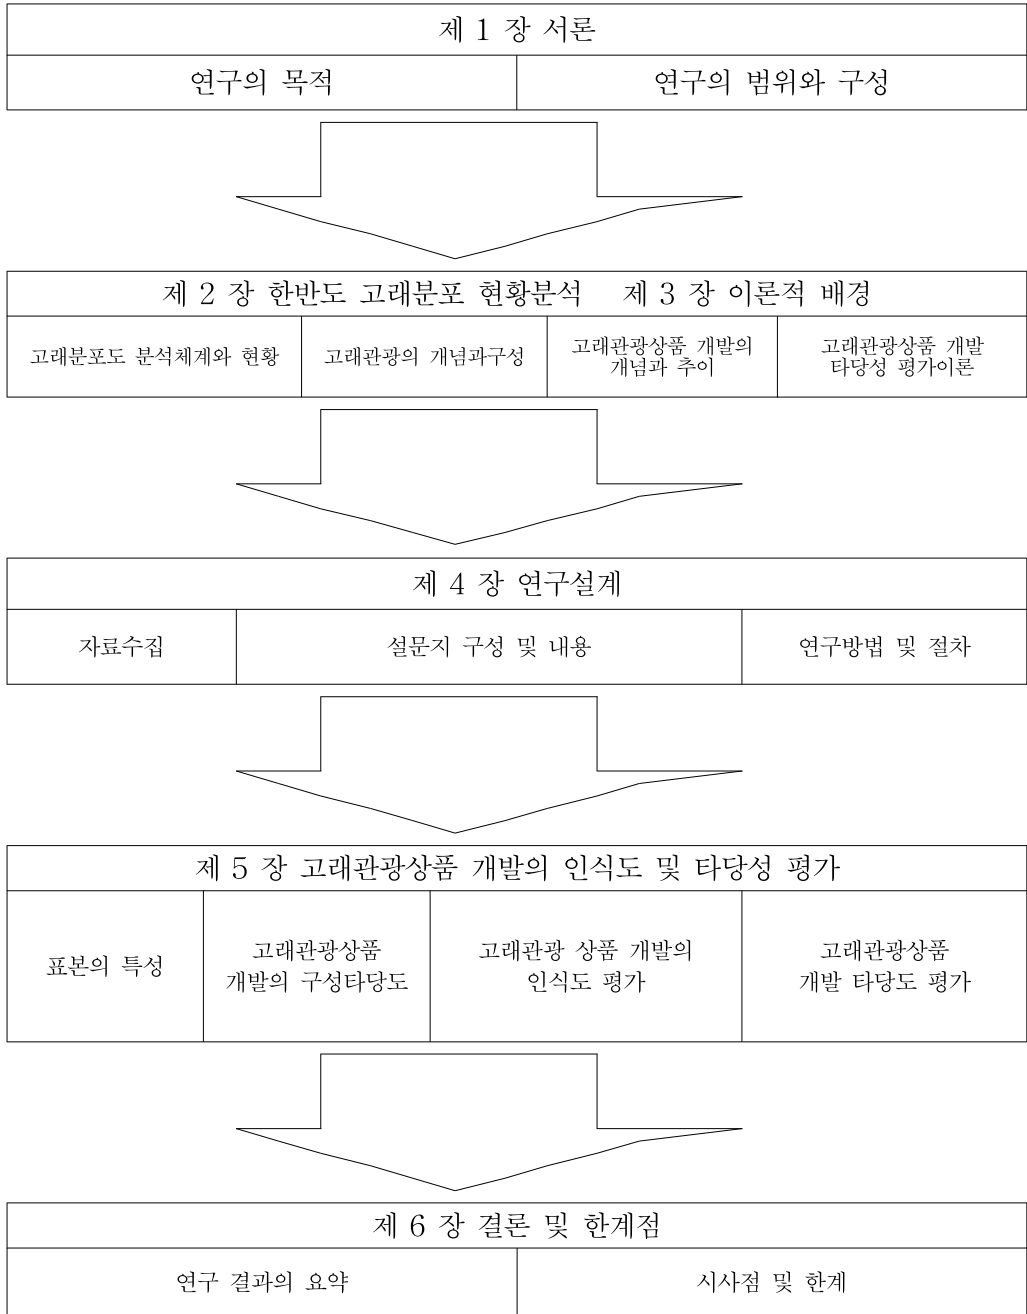 제 1 장 서론
연구의 목적
연구의 범위와 구성
제 2 장 한반도 고래분포 현황분석 제 3 장 이론적 배경
고래분포도 분석체계와 현황
고래관광의 개념과구성
고래관광상품 개발의
개념과 추이
고래관광상품 개발
타당성 평가이론
제 4 장 연구설계
자료수집
설문지 구성 및 내용
연구방법 및 절차
제 5 장 고래관광상품 개발의 인식도 및 타당성 평가
표본의 특성
고래관광상품
개발의 구성타당도
고래관광 상품 개발의
인식도 평가
고래관광상품
개발 타당도 평가
제 6 장 결론 및 한계점
연구 결과의 요약
시사점 및 한계